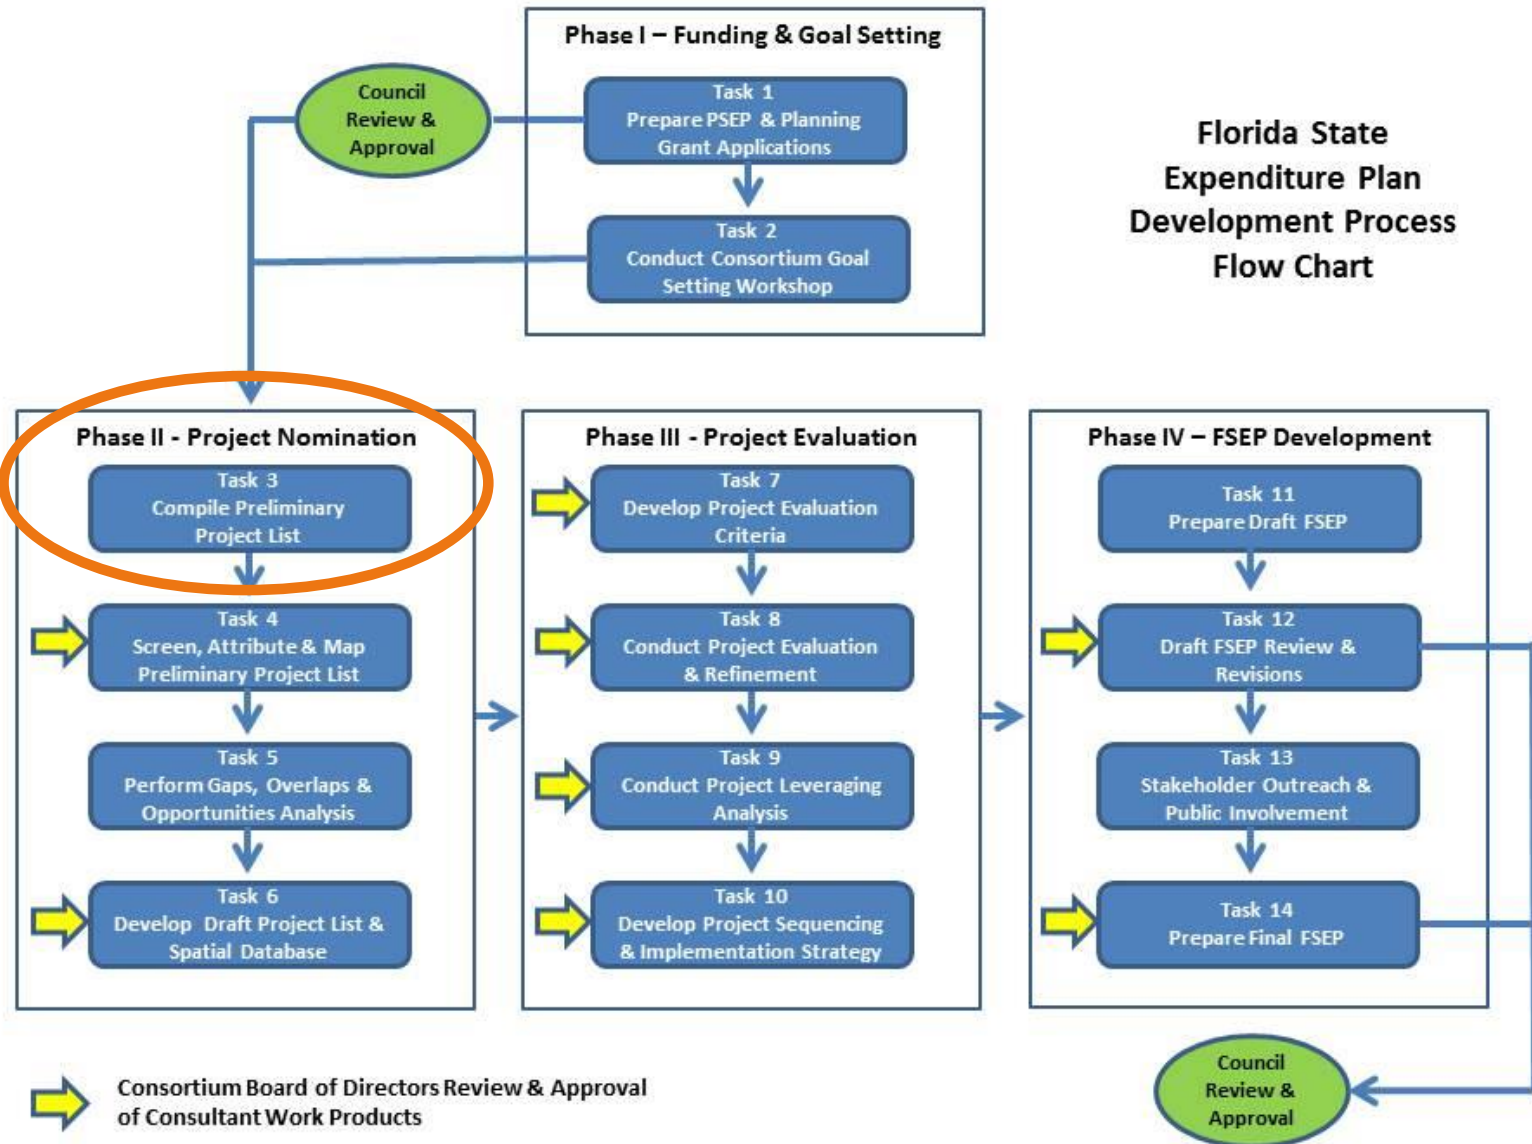 Phase I – Funding & Goal Setting
Council
Review &
Approval
Task 1
Prepare PSEP & Planning
Grant Applications
Task 2
Conduct Consortium Goal
Setting Workshop
Florida State
Expenditure Plan
Development Process
Flow Chart
Phase II - Project Nomination
Task 3
Compile Preliminary
Project List
Task 4
Screen, Attribute & Map
Preliminary Project List
Task 5
Perform Gaps, Overlaps &
Opportunities Analysis
Task 6
Develop Draft Project List &
Spatial Database
Phase III - Project Evaluation
Task 7
Develop Project Evaluation
Criteria
Task 8
Conduct Project Evaluation
& Refinement
Task 9
Conduct Project Leveraging
Analysis
Task 10
Develop Project Sequencing
& Implementation Strategy
Phase IV – FSEP Development
Task 11
Prepare Draft FSEP
Task 12
Draft FSEP Review &
Revisions
Task 13
Stakeholder Outreach &
Public Involvement
Task 14
Prepare Final FSEP
Consortium Board of Directors Review & Approval
of Consultant Work Products
Council
Review &
Approval